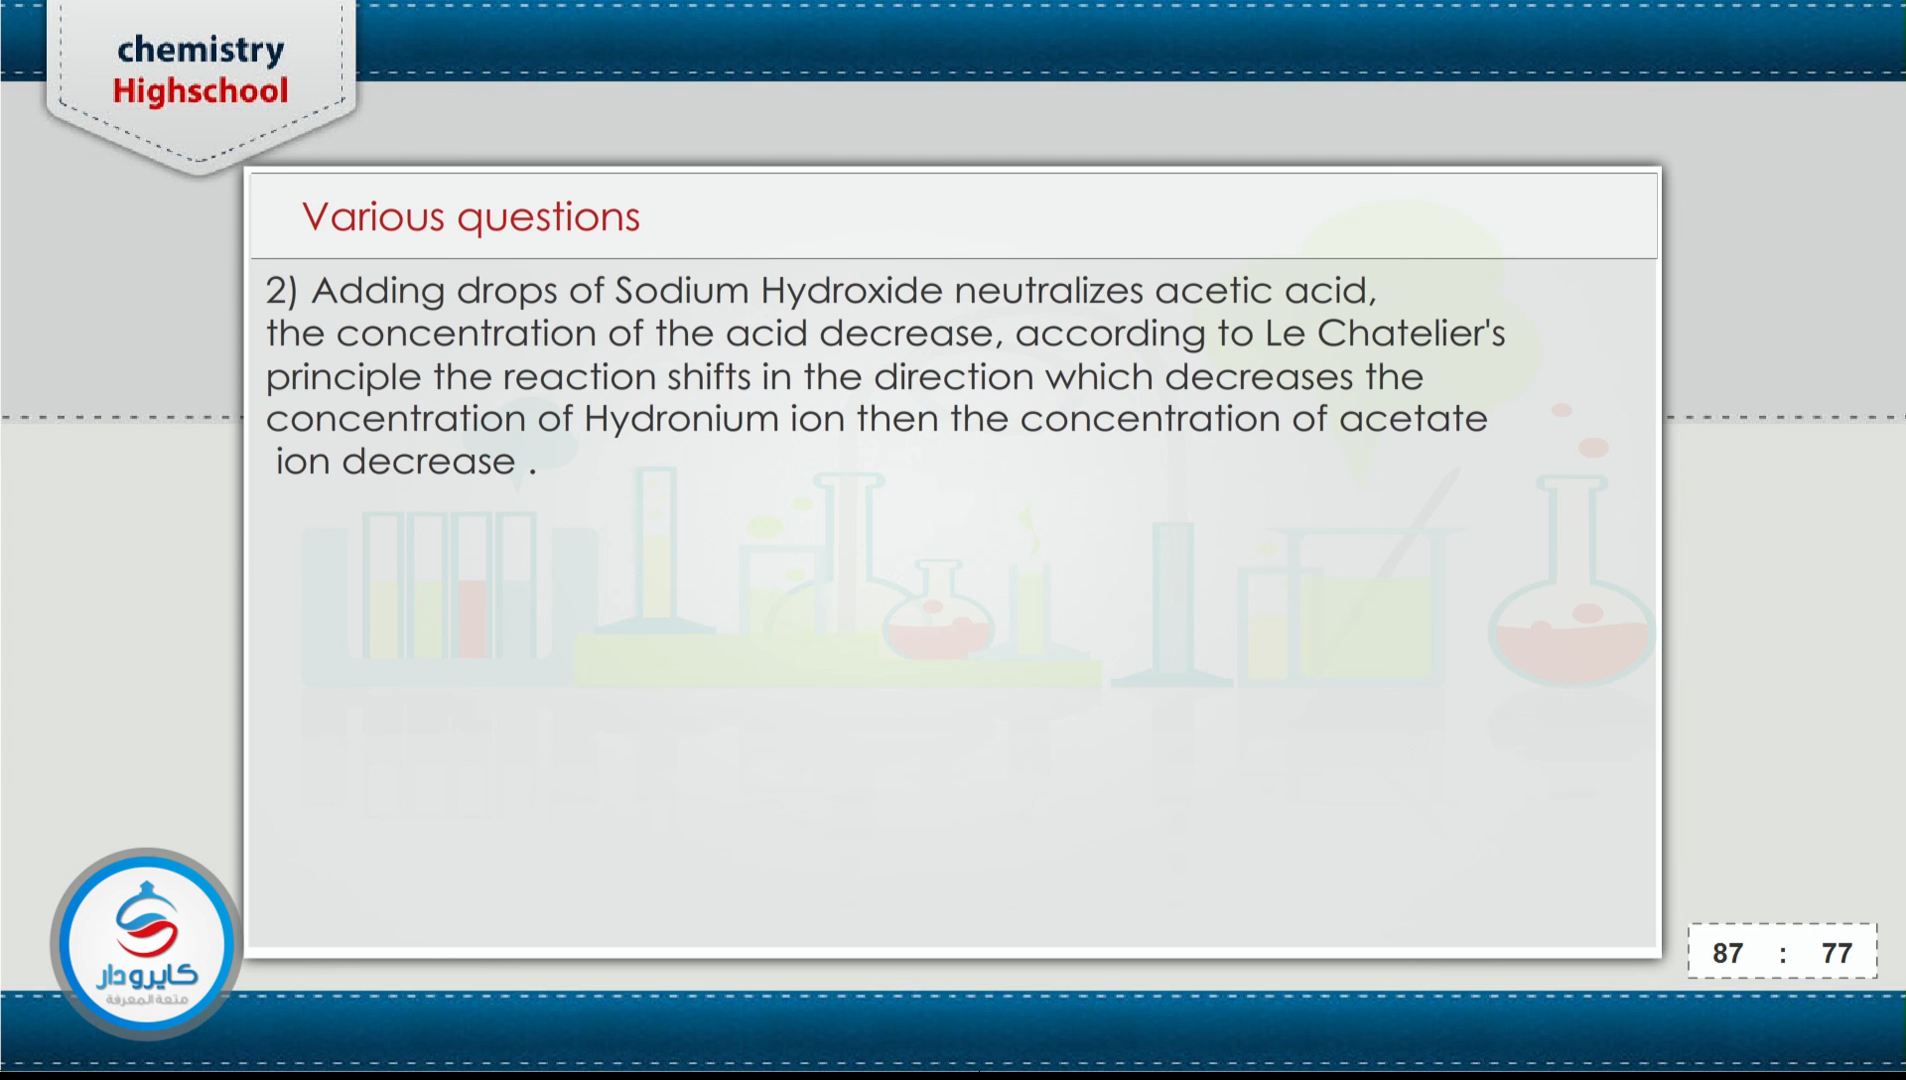 chemistry
Highschool
Various questions
2) Adding drops of Sodium Hydroxide neutralizes acetic acid,
the concentration of the acid decrease, according to Le Chatelier's
principle the reaction shifts in the direction which decreases the
concentration of Hydronium ion then the concentration of acetate
ion decrease .
كايرودار
متعة المعرفة
87 : 77